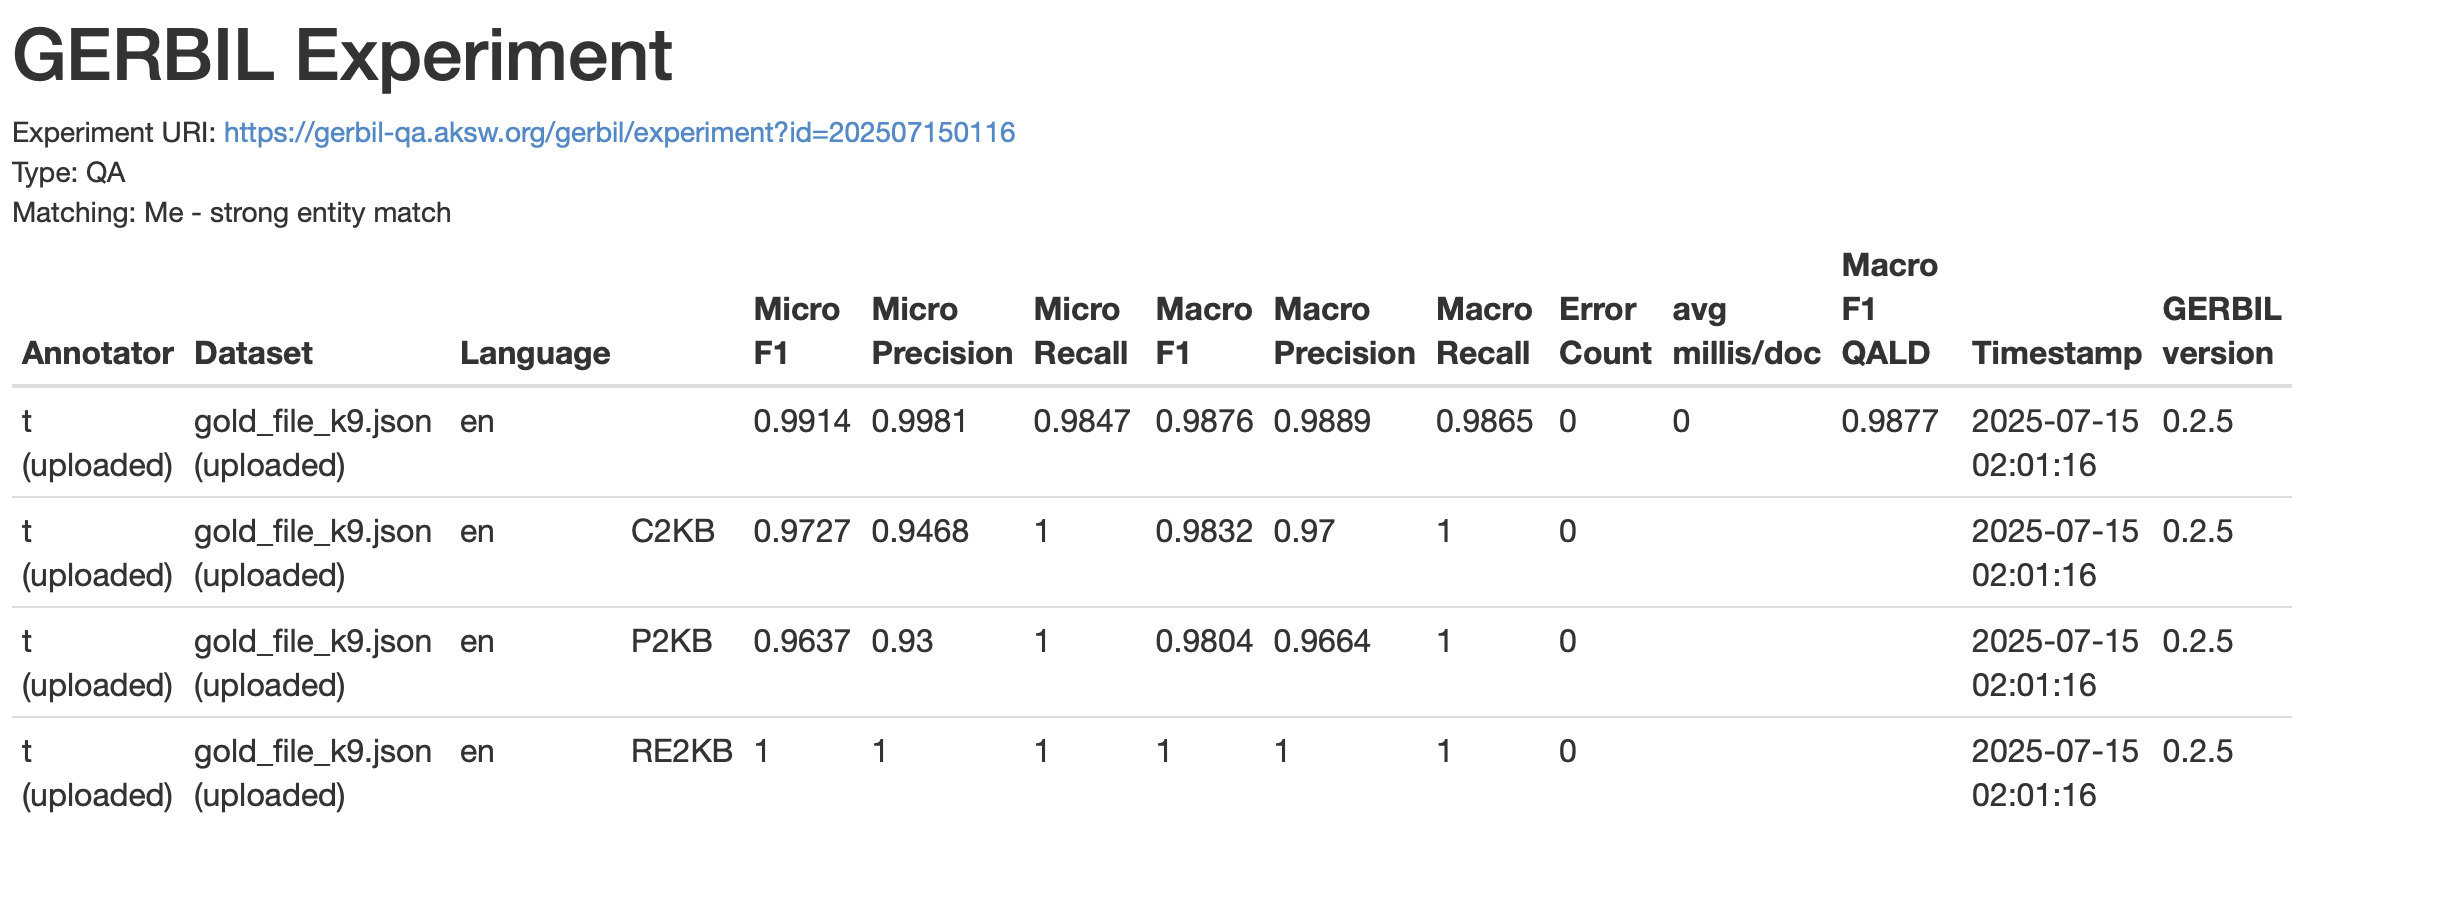 GERBIL Experiment
Experiment URI: https://gerbil-qa.aksw.org/gerbil/experiment?id=202507150116
Type: QA
Matching: Me - strong entity match
Annotator Dataset Language Micro F1 Micro Precision Micro Recall Macro F1 Macro Precision Macro Recall Error Count avg millis/doc Macro F1 QALD Timestamp GERBIL version
t (uploaded) gold_file_k9.json (uploaded) en 0.9914 0.9981 0.9847 0.9876 0.9889 0.9865 0 0 0.9877 2025-07-15 02:01:16 0.2.5
t (uploaded) gold_file_k9.json (uploaded) en C2KB 0.9727 0.9468 1 0.9832 0.97 1 0 2025-07-15 02:01:16 0.2.5
t (uploaded) gold_file_k9.json (uploaded) en P2KB 0.9637 0.93 1 0.9804 0.9664 1 0 2025-07-15 02:01:16 0.2.5
t (uploaded) gold_file_k9.json (uploaded) en RE2KB 1 1 1 1 1 1 0 2025-07-15 02:01:16 0.2.5